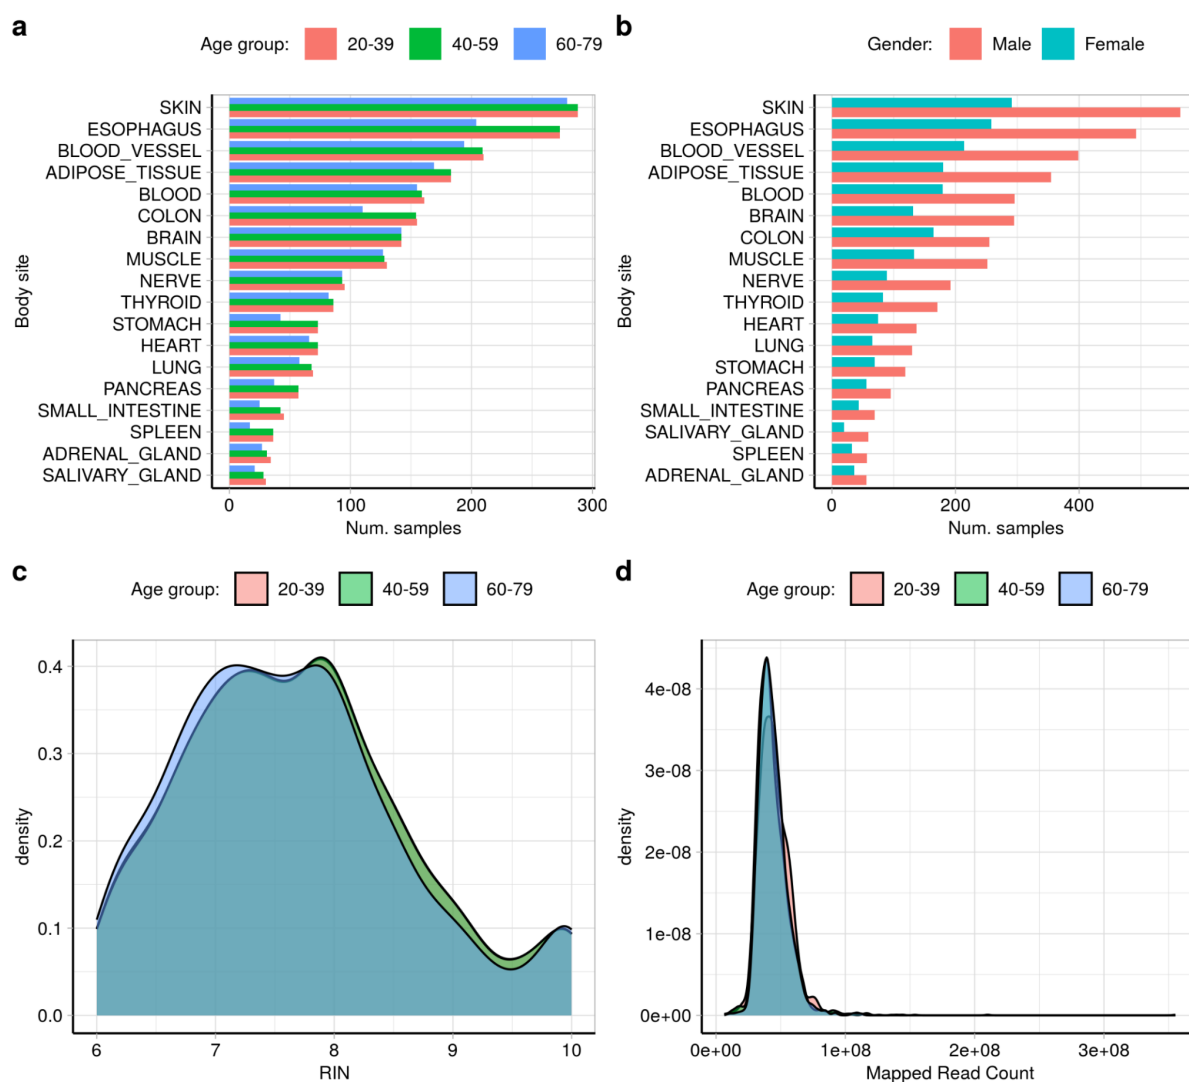 a
Age group: 20-39 40-59 60-79
SKIN
ESOPHAGUS
BLOOD_VESSEL
ADIPOSE_TISSUE
BLOOD
COLON
BRAIN
MUSCLE
NERVE
THYROID
STOMACH
HEART
LUNG
PANCREAS
SMALL_INTESTINE
SPLEEN
ADRENAL_GLAND
SALIVARY_GLAND
Body site
0 100 200 300
Num. samples
b
Gender: Male Female
SKIN
ESOPHAGUS
BLOOD_VESSEL
ADIPOSE_TISSUE
BLOOD
BRAIN
COLON
MUSCLE
NERVE
THYROID
HEART
LUNG
STOMACH
PANCREAS
SMALL_INTESTINE
SALIVARY_GLAND
SPLEEN
ADRENAL_GLAND
Body site
0 200 400
Num. samples
c
Age group: 20-39 40-59 60-79
0.4
0.3
0.2
0.1
0.0
density
6 7 8 9 10
RIN
d
Age group: 20-39 40-59 60-79
4e-08
3e-08
2e-08
1e-08
0e+00
density
0e+00 1e+08 2e+08 3e+08
Mapped Read Count